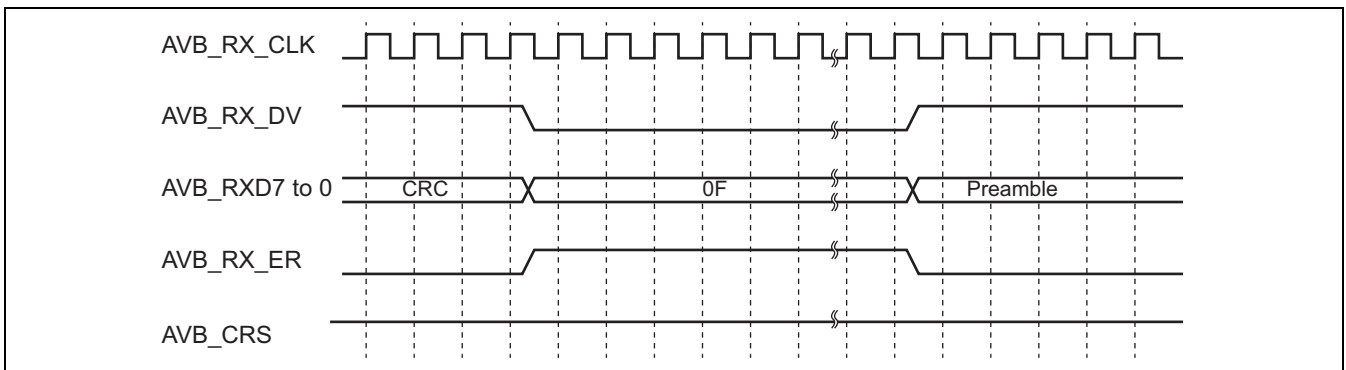 AVB_RX_CLK
AVB_RX_DV
AVB_RXD7 to 0 CRC 0F Preamble
AVB_RX_ER
AVB_CRS